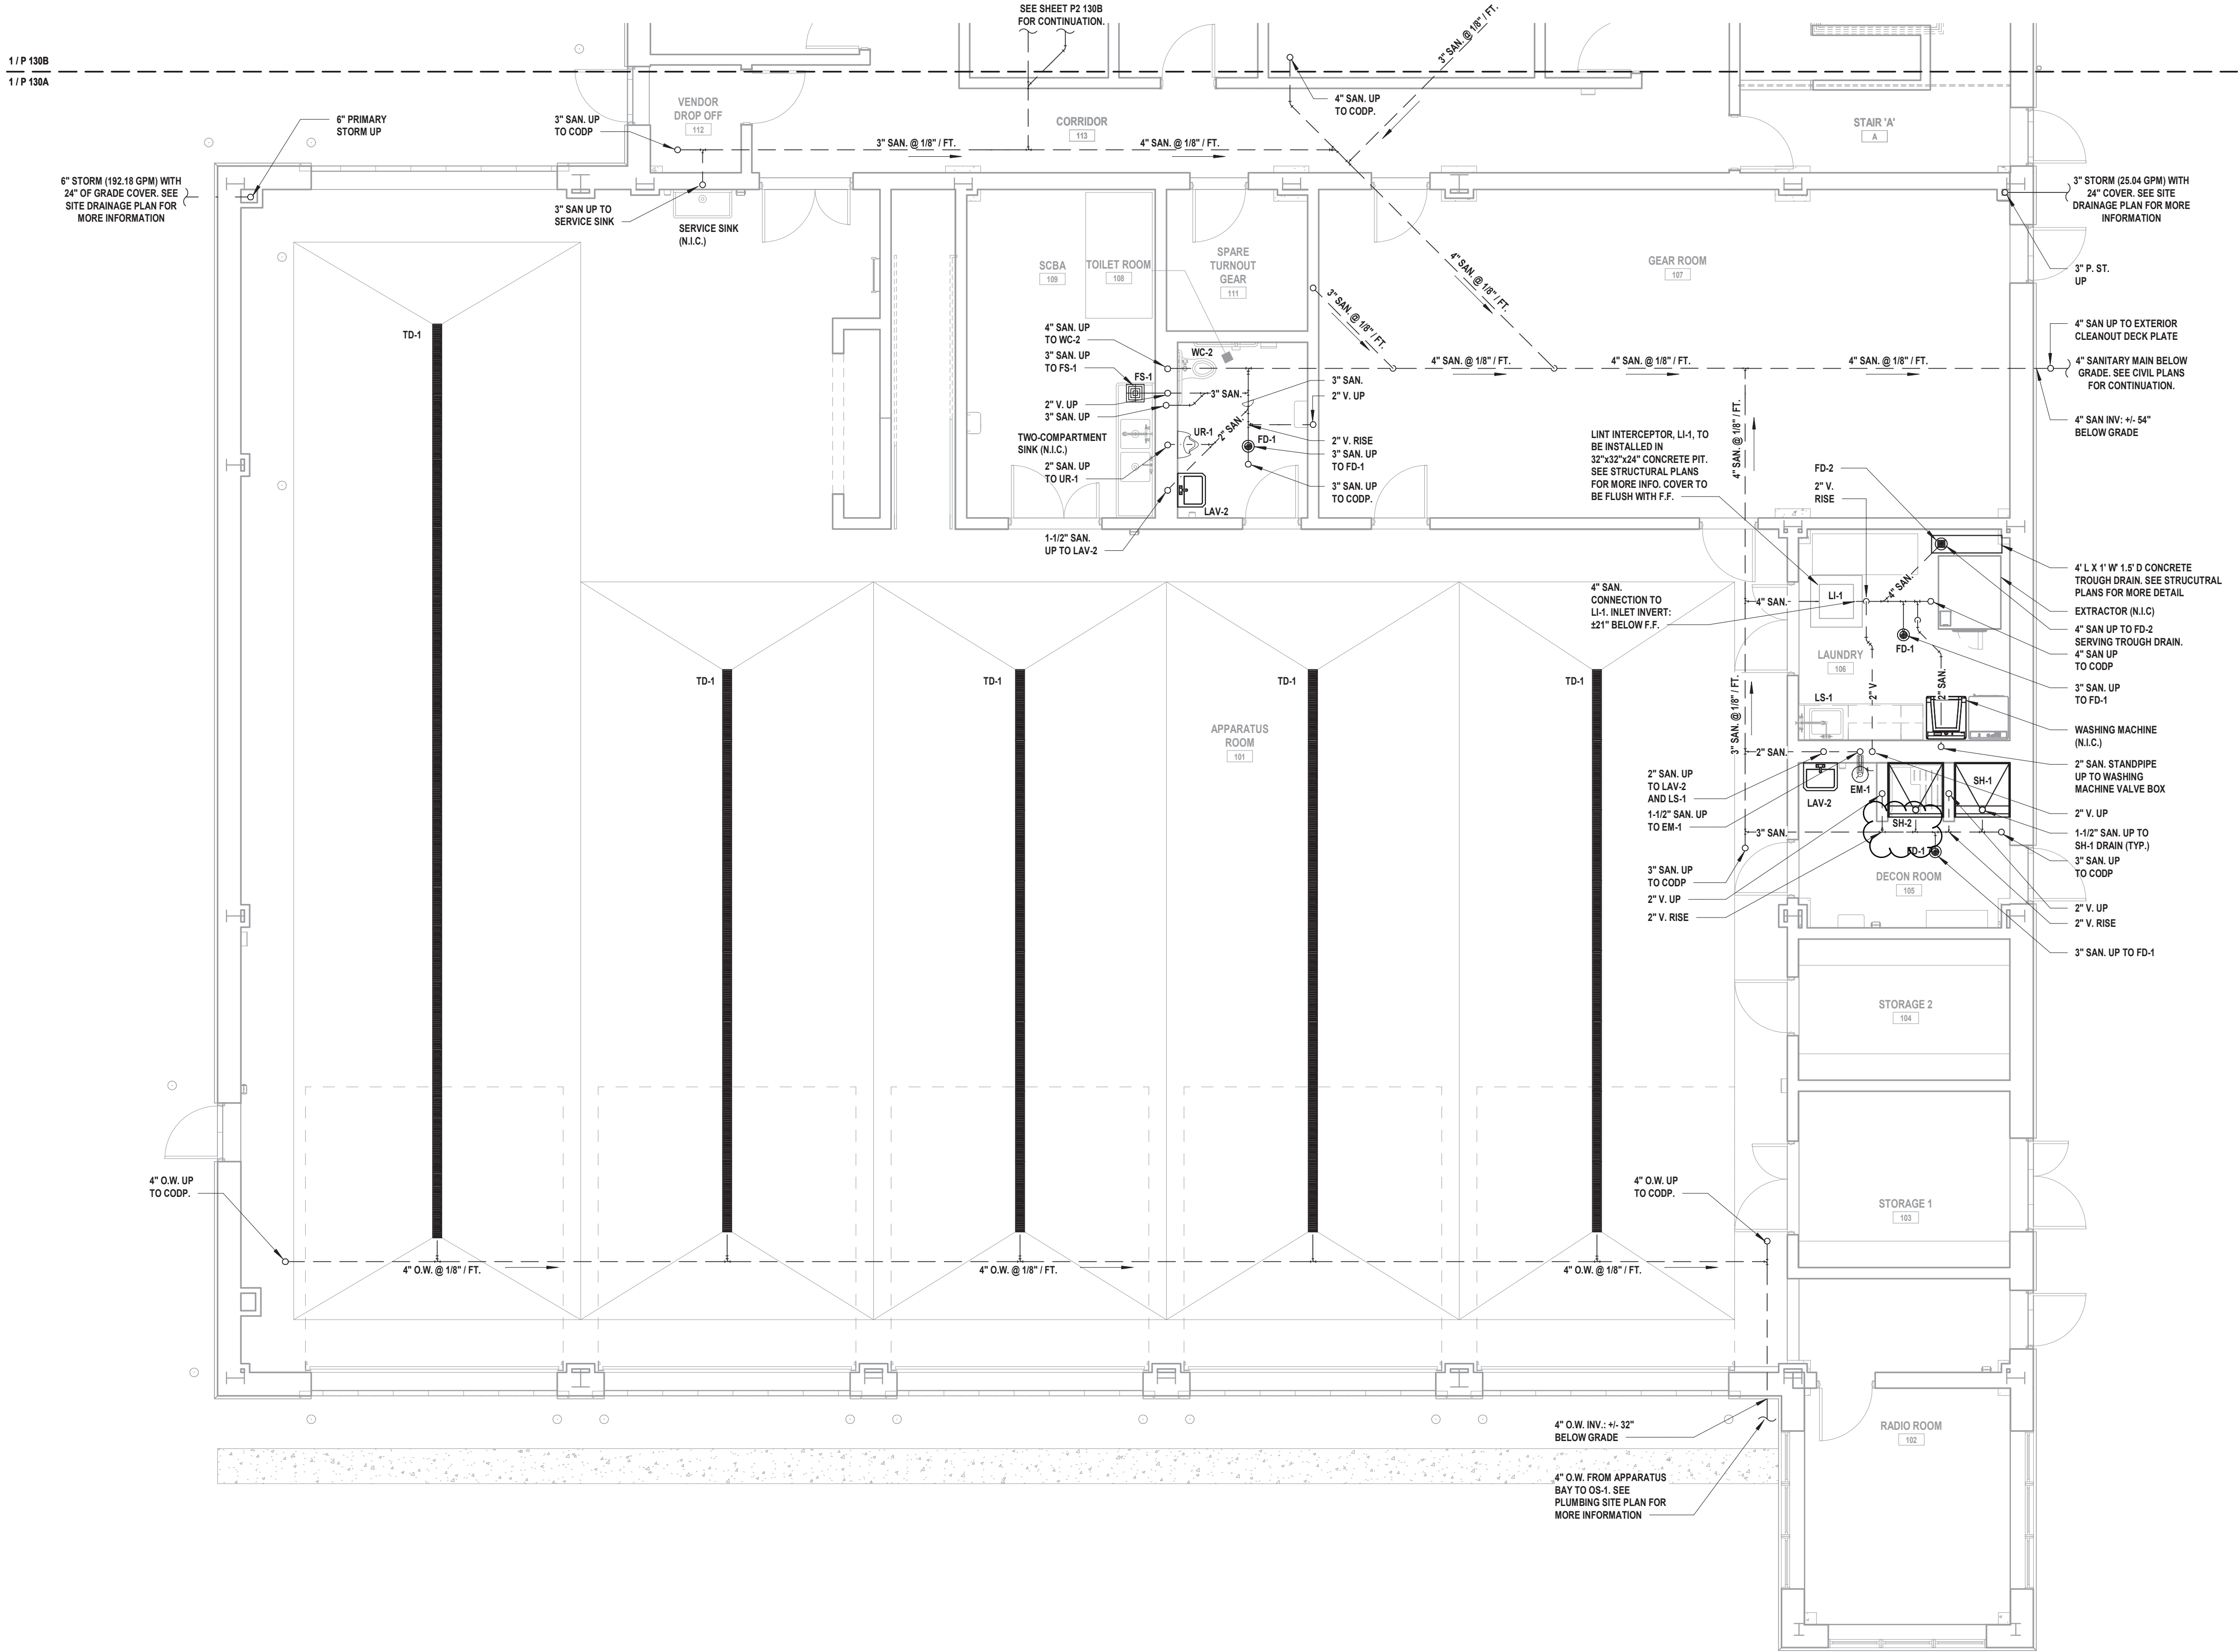 SEE SHEET P2 130B
FOR CONTINUATION.
3" SAN. @ 1/8" / FT.
1 / P 130B
1 / P 130A
6" PRIMARY
STORM UP
3" SAN. UP
TO CODP
VENDOR
DROP OFF
112
4" SAN. UP
TO CODP.
CORRIDOR
113
STAIR 'A'
A
3" SAN. @ 1/8" / FT.
4" SAN. @ 1/8" / FT.
6" STORM (192.18 GPM) WITH
24" OF GRADE COVER. SEE
SITE DRAINAGE PLAN FOR
MORE INFORMATION
3" SAN UP TO
SERVICE SINK
SERVICE SINK
(N.I.C.)
3" STORM (25.04 GPM) WITH
24" COVER. SEE SITE
DRAINAGE PLAN FOR MORE
INFORMATION
SCBA
109
TOILET ROOM
108
SPARE
TURNOUT
GEAR
111
GEAR ROOM
107
3" P. ST.
UP
4" SAN. @ 1/8" / FT.
3" SAN. @ 1/8" / FT.
TD-1
4" SAN. UP
TO WC-2
3" SAN. UP
TO FS-1
FS-1
WC-2
4" SAN. @ 1/8" / FT.
4" SAN. @ 1/8" / FT.
4" SAN. @ 1/8" / FT.
4" SAN UP TO EXTERIOR
CLEANOUT DECK PLATE
4" SANITARY MAIN BELOW
GRADE. SEE CIVIL PLANS
FOR CONTINUATION.
4" SAN INV: +/- 54"
BELOW GRADE
2" V. UP
3" SAN. UP
3" SAN.
3" SAN.
2" V. UP
2" SAN.
TWO-COMPARTMENT
SINK (N.I.C.)
UR-1
FD-1
2" V. RISE
3" SAN. UP
TO FD-1
2" SAN. UP
TO UR-1
3" SAN. UP
TO CODP.
LAV-2
1-1/2" SAN.
UP TO LAV-2
LINT INTERCEPTOR, LI-1, TO
BE INSTALLED IN
32"x32"x24" CONCRETE PIT.
SEE STRUCTURAL PLANS
FOR MORE INFO. COVER TO
BE FLUSH WITH F.F.
4" SAN. @ 1/8" / FT.
FD-2
2" V.
RISE
4' L X 1' W' 1.5' D CONCRETE
TROUGH DRAIN. SEE STRUCUTRAL
PLANS FOR MORE DETAIL
EXTRACTOR (N.I.C)
4" SAN UP TO FD-2
SERVING TROUGH DRAIN.
4" SAN UP
TO CODP
4" SAN.
CONNECTION TO
LI-1. INLET INVERT:
±21" BELOW F.F.
4" SAN.
LI-1
4" SAN.
FD-1
LAUNDRY
106
3" SAN. UP
TO FD-1
TD-1
TD-1
TD-1
TD-1
3" SAN. @ 1/8" / FT.
LS-1
2" V
2" SAN.
WASHING MACHINE
(N.I.C.)
APPARATUS
ROOM
101
2" SAN.
2" SAN. STANDPIPE
UP TO WASHING
MACHINE VALVE BOX
2" SAN. UP
TO LAV-2
AND LS-1
LAV-2
EM-1
SH-1
2" V. UP
1-1/2" SAN. UP
TO EM-1
SH-2
3" SAN.
1-1/2" SAN. UP TO
SH-1 DRAIN (TYP.)
FD-1
3" SAN. UP
TO CODP
3" SAN. UP
TO CODP
DECON ROOM
105
2" V. UP
2" V. RISE
2" V. UP
2" V. RISE
3" SAN. UP TO FD-1
STORAGE 2
104
4" O.W. UP
TO CODP.
4" O.W. UP
TO CODP.
STORAGE 1
103
4" O.W. @ 1/8" / FT.
4" O.W. @ 1/8" / FT.
4" O.W. @ 1/8" / FT.
4" O.W. INV.: +/- 32"
BELOW GRADE
RADIO ROOM
102
4" O.W. FROM APPARATUS
BAY TO OS-1. SEE
PLUMBING SITE PLAN FOR
MORE INFORMATION